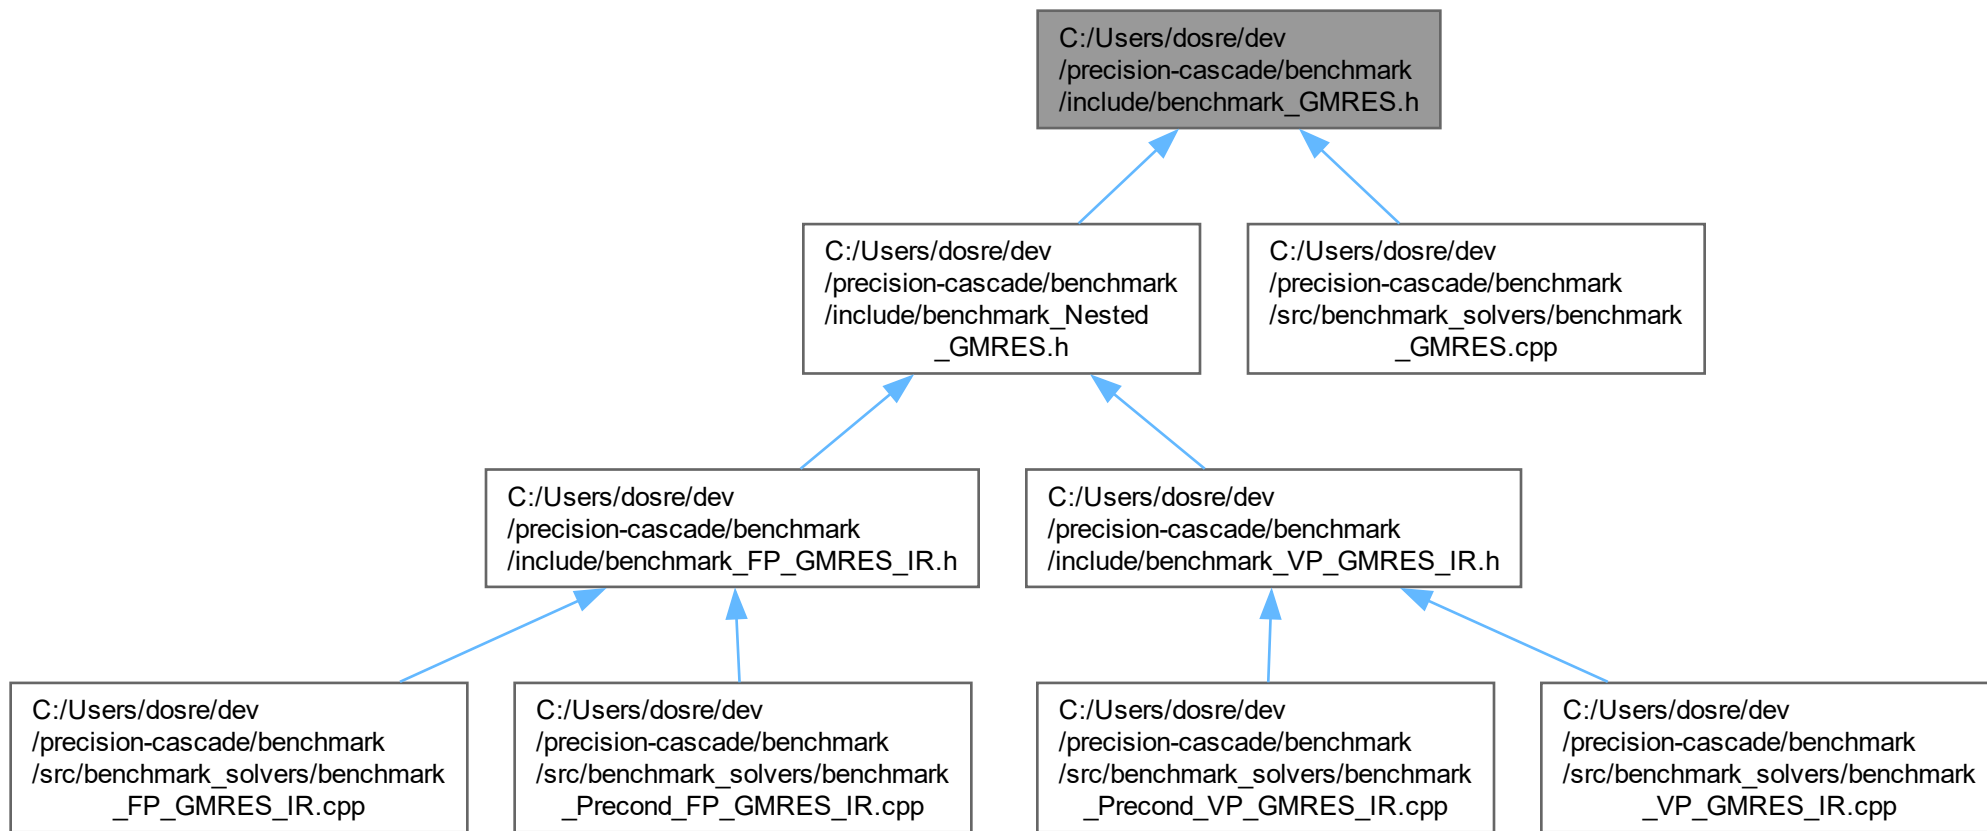 C:/Users/dosre/dev
/precision-cascade/benchmark
/include/benchmark_GMRES.h
C:/Users/dosre/dev
/precision-cascade/benchmark
/include/benchmark_Nested
_GMRES.h
C:/Users/dosre/dev
/precision-cascade/benchmark
/src/benchmark_solvers/benchmark
_GMRES.cpp
C:/Users/dosre/dev
/precision-cascade/benchmark
/include/benchmark_FP_GMRES_IR.h
C:/Users/dosre/dev
/precision-cascade/benchmark
/include/benchmark_VP_GMRES_IR.h
C:/Users/dosre/dev
/precision-cascade/benchmark
/src/benchmark_solvers/benchmark
_FP_GMRES_IR.cpp
C:/Users/dosre/dev
/precision-cascade/benchmark
/src/benchmark_solvers/benchmark
_Precond_FP_GMRES_IR.cpp
C:/Users/dosre/dev
/precision-cascade/benchmark
/src/benchmark_solvers/benchmark
_Precond_VP_GMRES_IR.cpp
C:/Users/dosre/dev
/precision-cascade/benchmark
/src/benchmark_solvers/benchmark
_VP_GMRES_IR.cpp